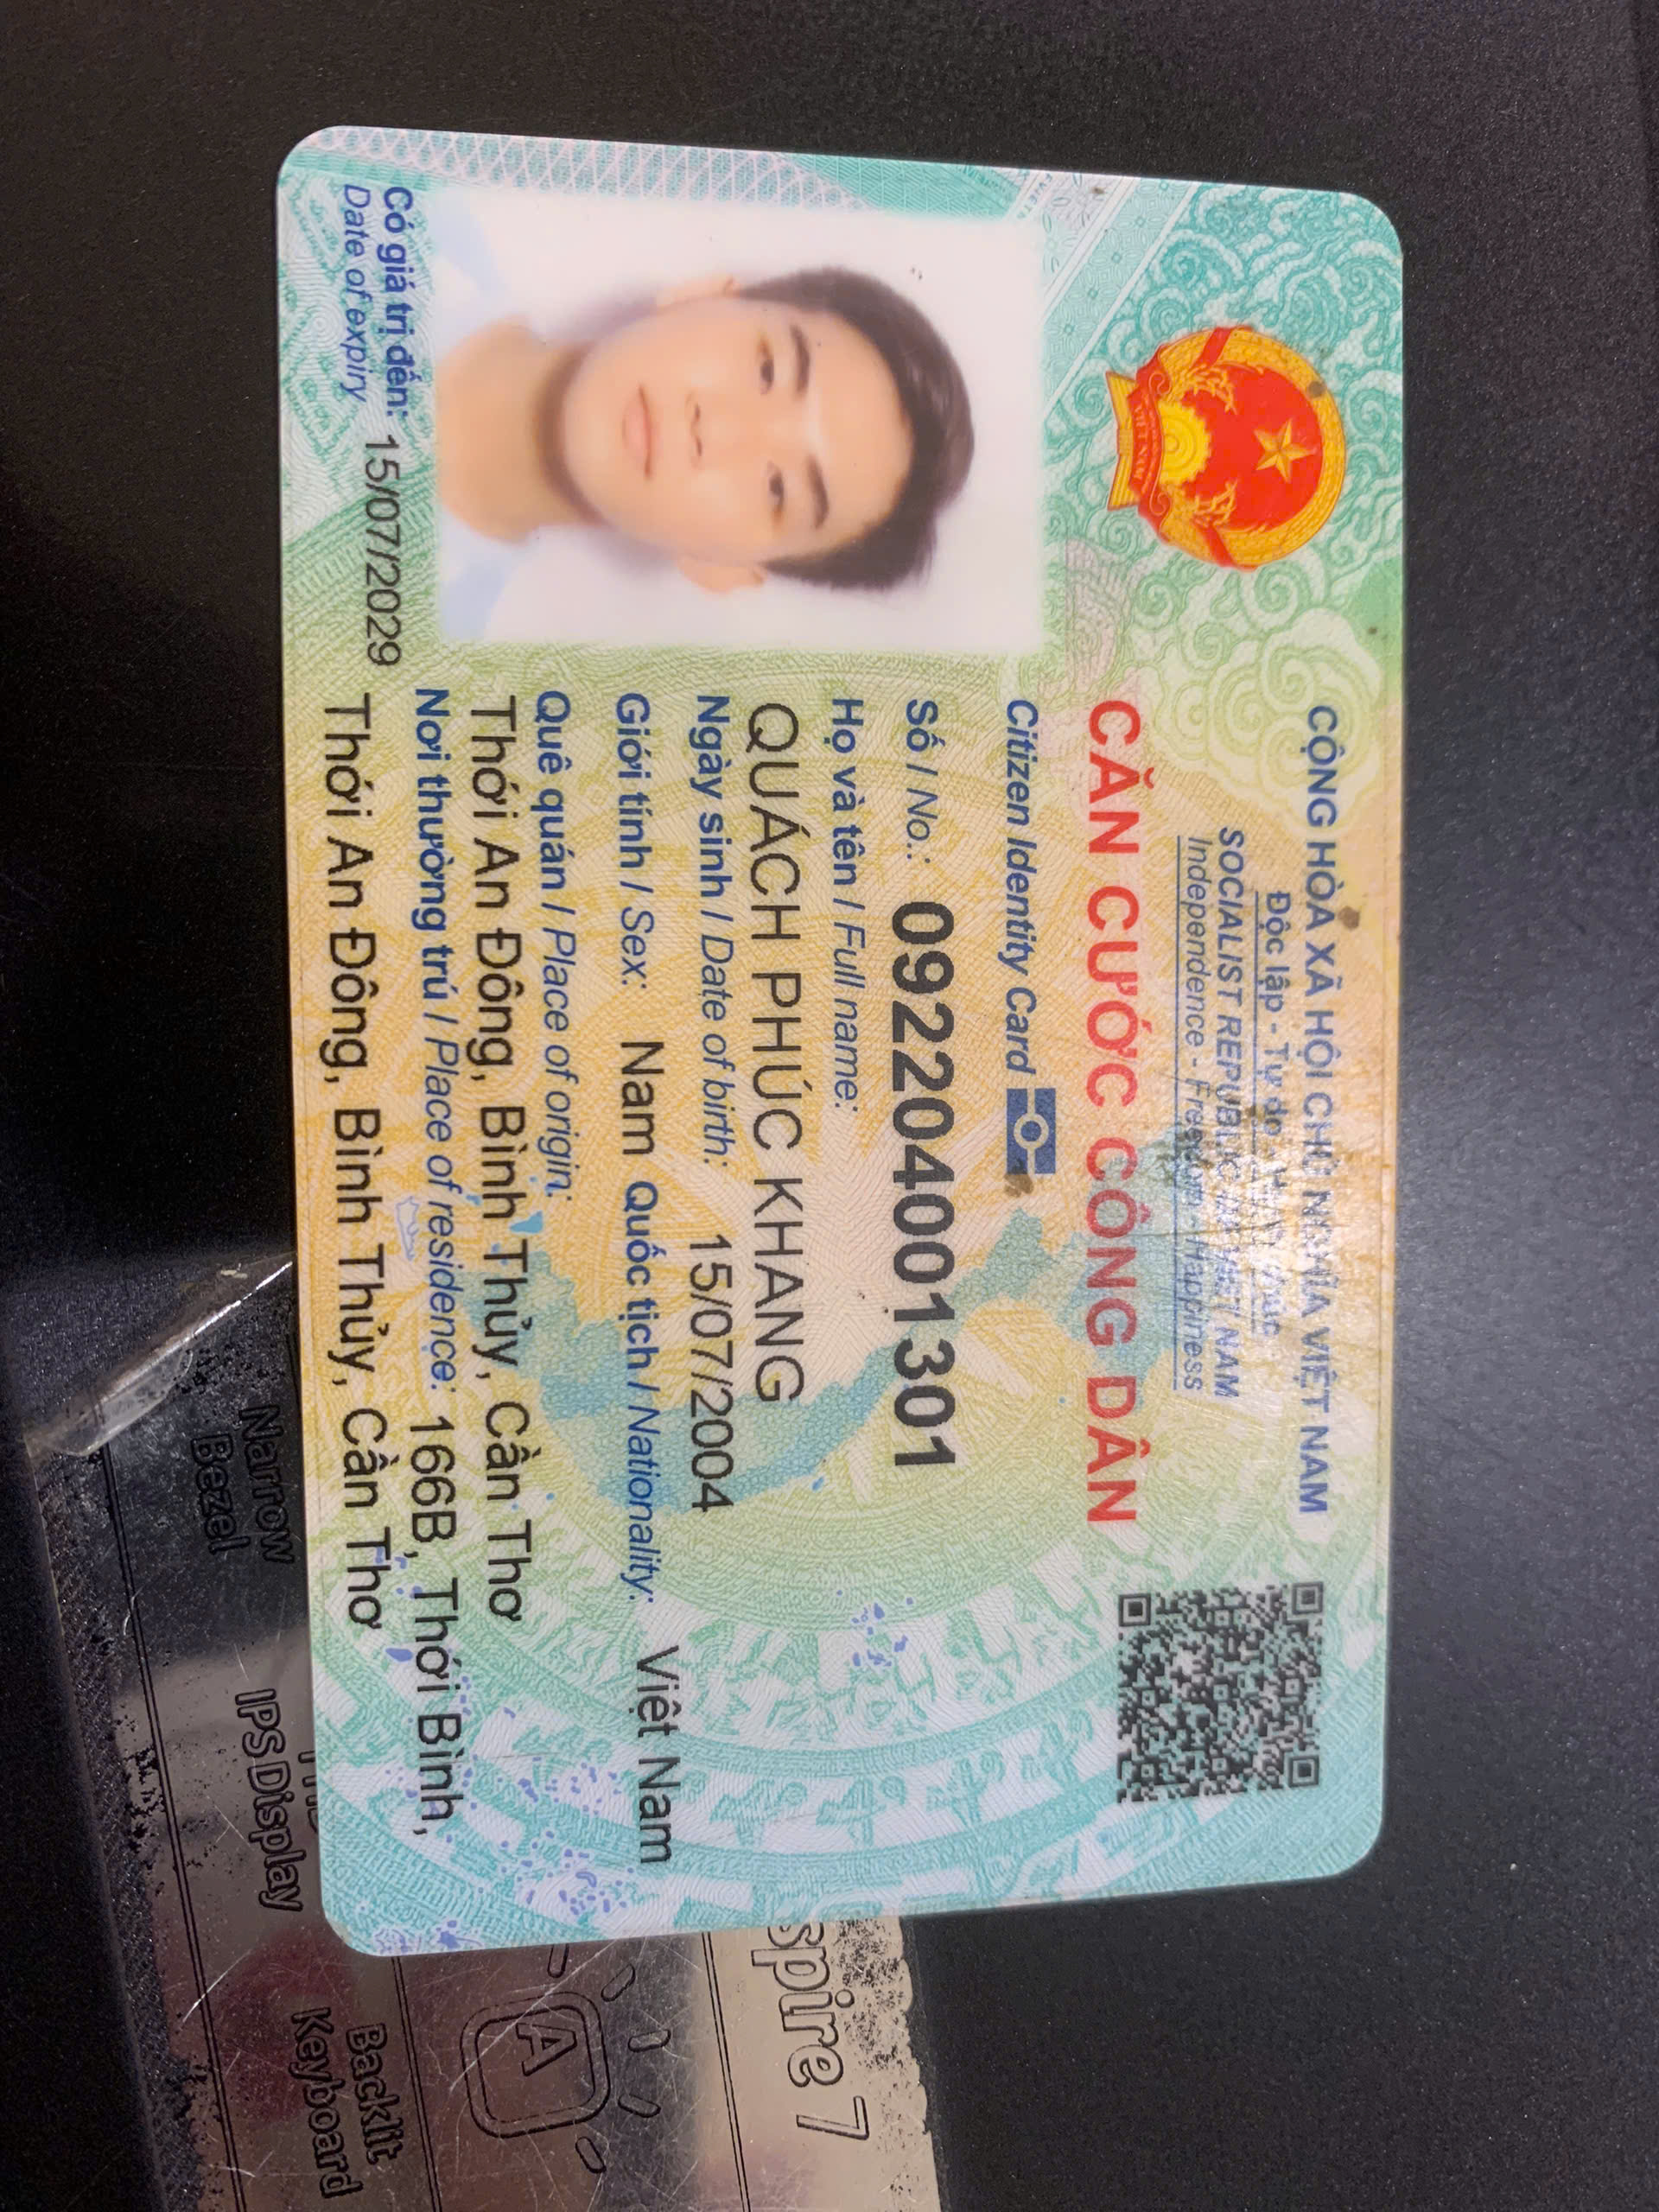 CỘNG HÒA XÃ HỘI CHỦ NGHĨA VIỆT NAM
Độc lập - Tự do - Hạnh phúc
SOCIALIST REPUBLIC OF VIET NAM
Independence - Freedom - Happiness
CĂN CƯỚC CÔNG DÂN
Citizen Identity Card
Số / No.: 092204001301
Họ và tên / Full name:
QUÁCH PHÚC KHANG
Ngày sinh / Date of birth: 15/07/2004
Giới tính / Sex: Nam Quốc tịch / Nationality: Việt Nam
Quê quán / Place of origin:
Thới An Đông, Bình Thủy, Cần Thơ
Nơi thường trú / Place of residence: 166B, Thới Bình,
Thới An Đông, Bình Thủy, Cần Thơ
Có giá trị đến: 15/07/2029
Date of expiry
VIỆT NAM
spire 7
A
Backlit
Keyboard
IPS Display
Narrow
Bezel